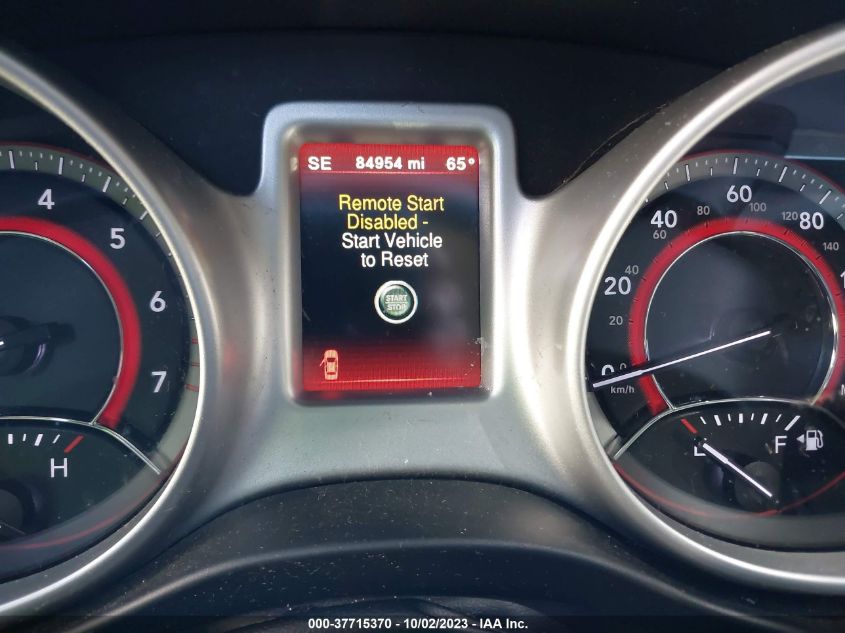 SE 84954 mi 65°
Remote Start
Disabled -
Start Vehicle
to Reset
START
STOP
4
5
6
7
H
0
20
40
60
80
20
40
60
80
100
120
140
km/h
E
F
000-37715370 - 10/02/2023 - IAA Inc.